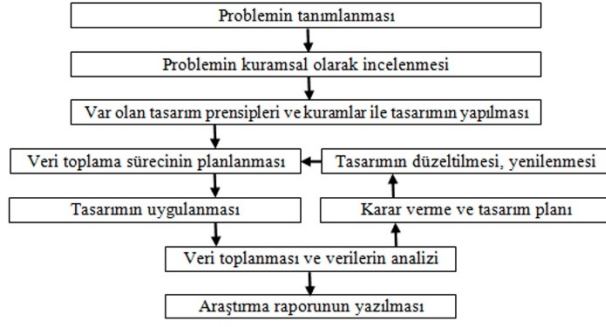 Problemin tanımlanması
Problemin kuramsal olarak incelenmesi
Var olan tasarım prensipleri ve kuramlar ile tasarımın yapılması
Veri toplama sürecinin planlanması
Tasarımın düzeltilmesi, yenilenmesi
Tasarımın uygulanması
Karar verme ve tasarım planı
Veri toplanması ve verilerin analizi
Araştırma raporunun yazılması